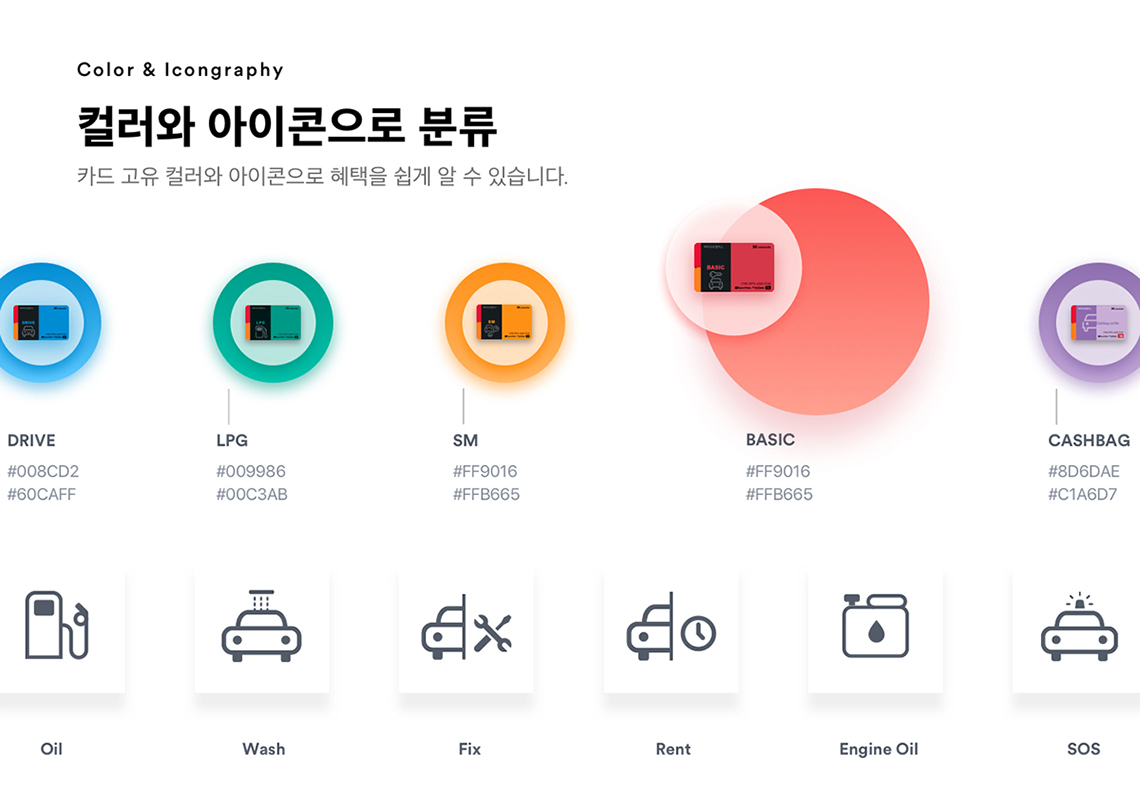 Color & Icongraphy
컬러와 아이콘으로 분류
카드 고유 컬러와 아이콘으로 혜택을 쉽게 알 수 있습니다.
DRIVE
LPG
SM
BASIC
DRIVE
#008CD2
#60CAFF
LPG
#009986
#00C3AB
SM
#FF9016
#FFB665
BASIC
#FF9016
#FFB665
CASHBAG
#8D6DAE
#C1A6D7
Oil
Wash
Fix
Rent
Engine Oil
SOS